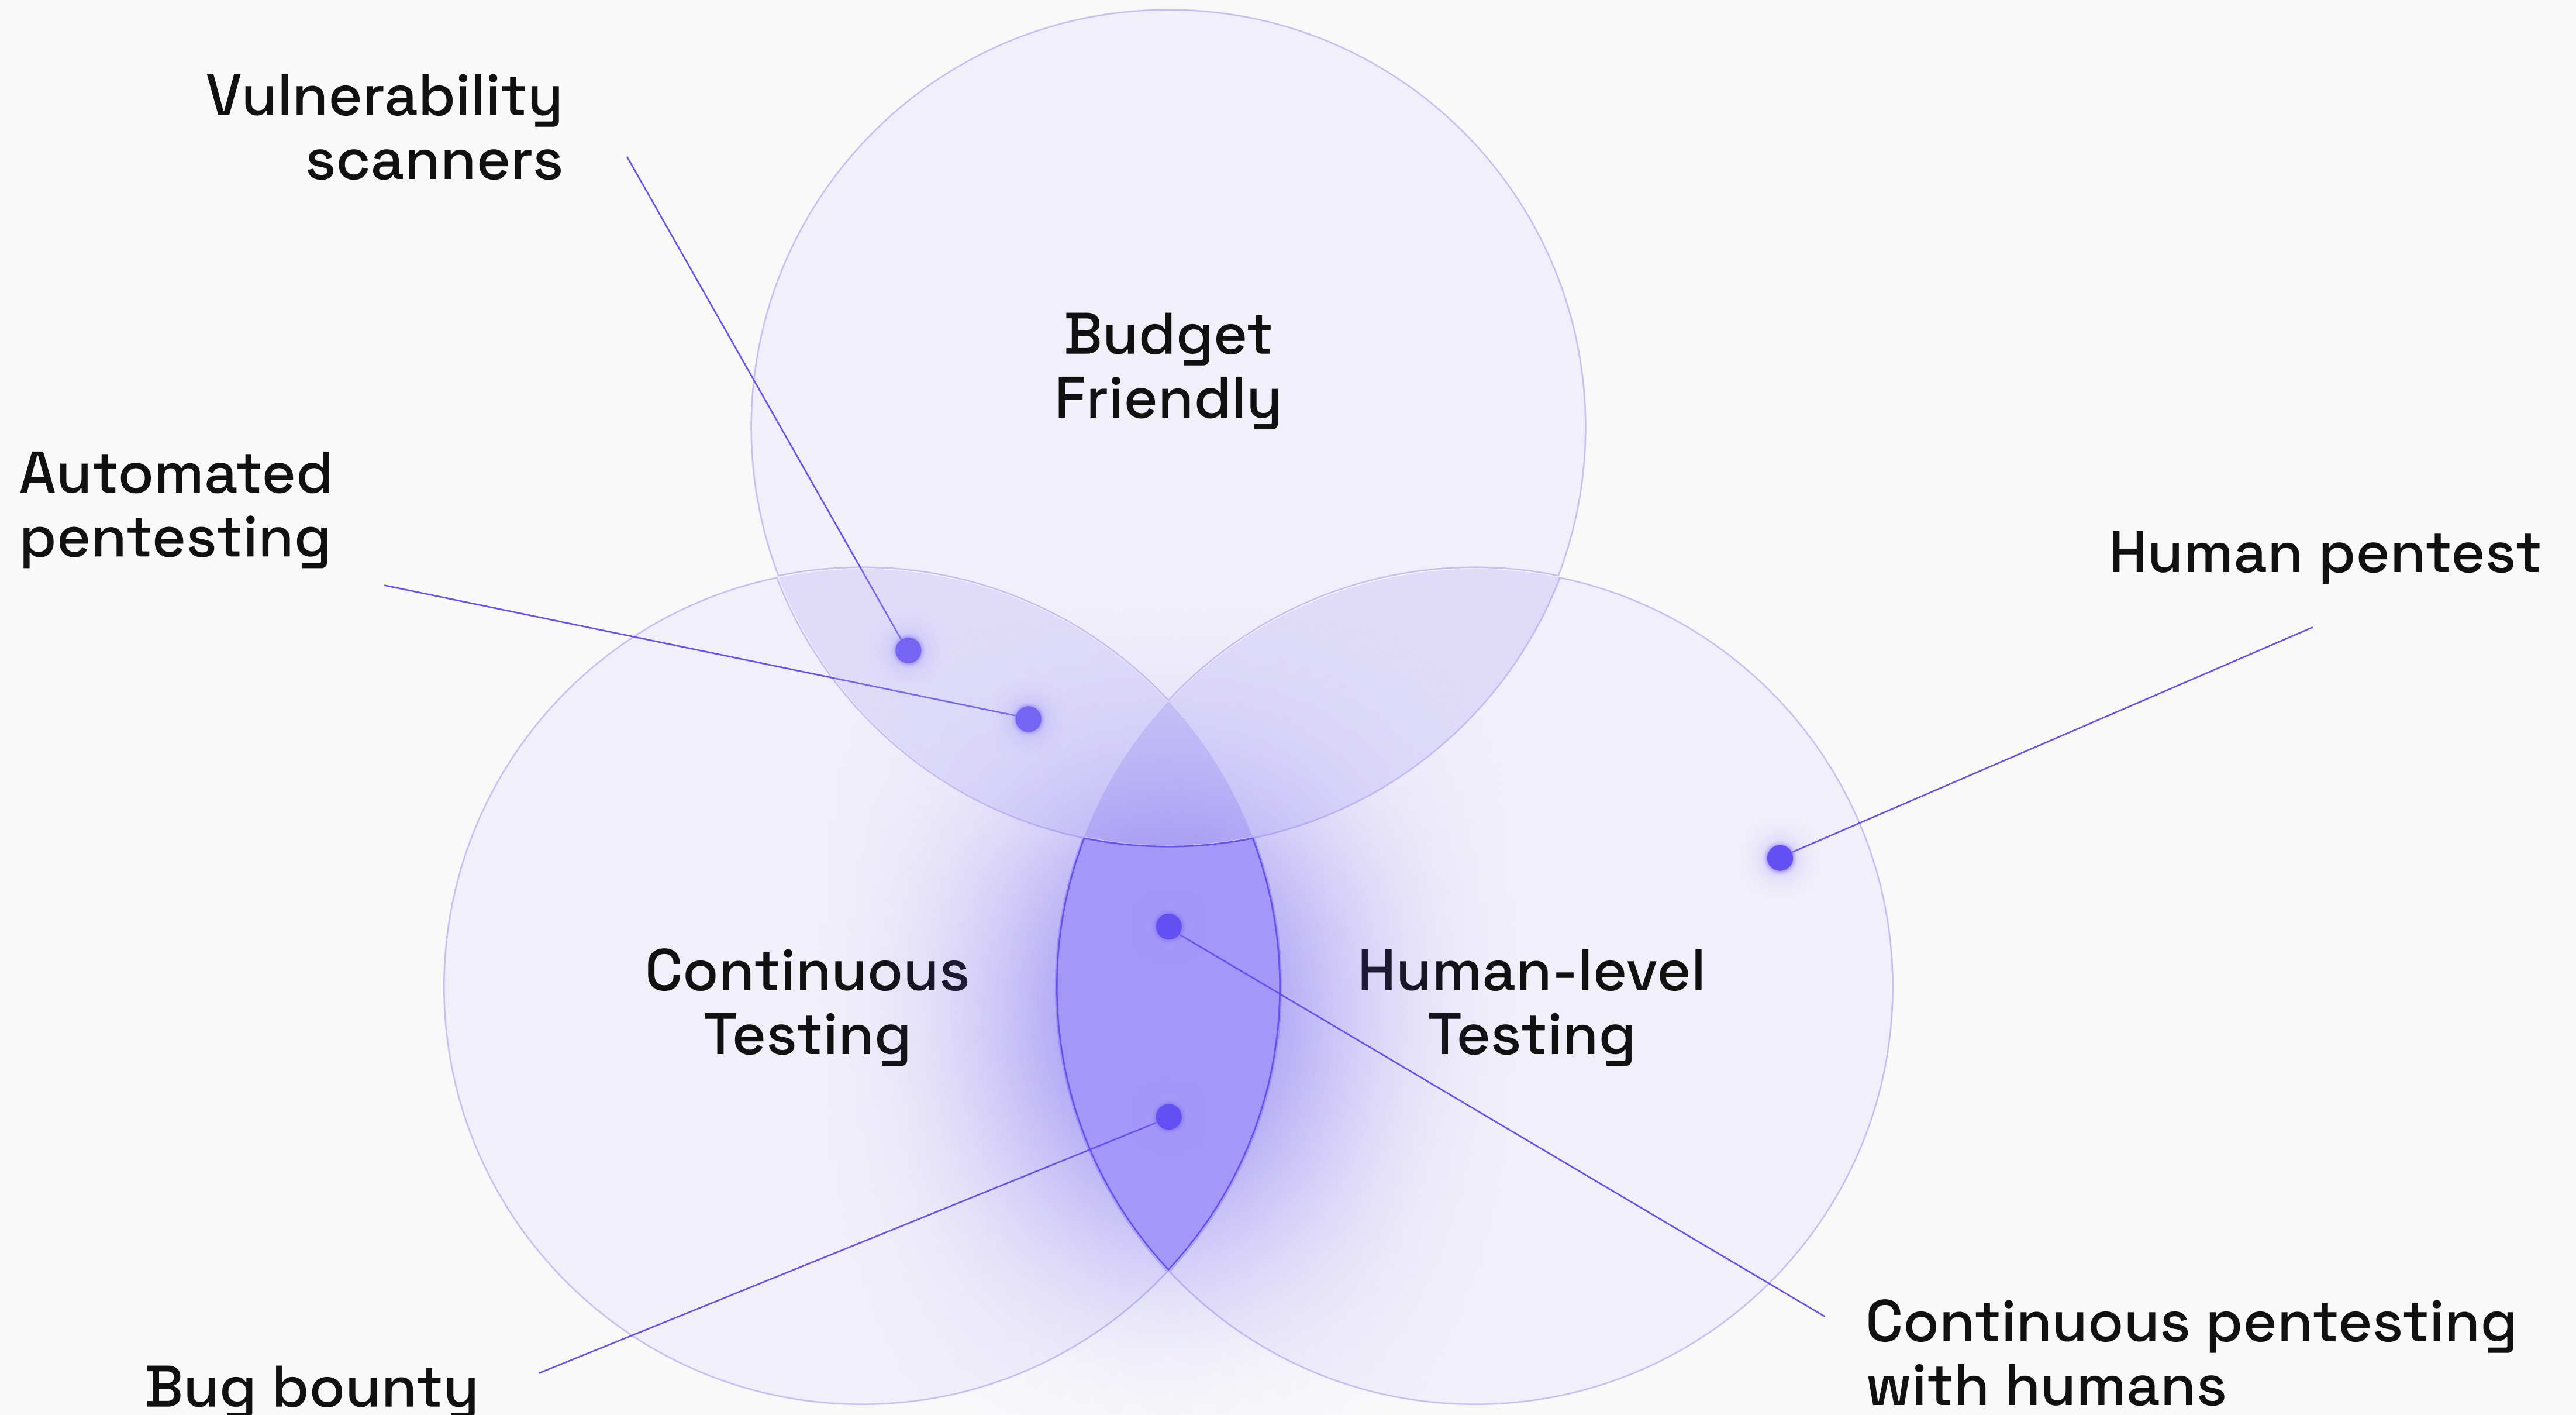 Vulnerability
scanners
Budget
Friendly
Automated
pentesting
Human pentest
Continuous
Testing
Human-level
Testing
Continuous pentesting
with humans
Bug bounty